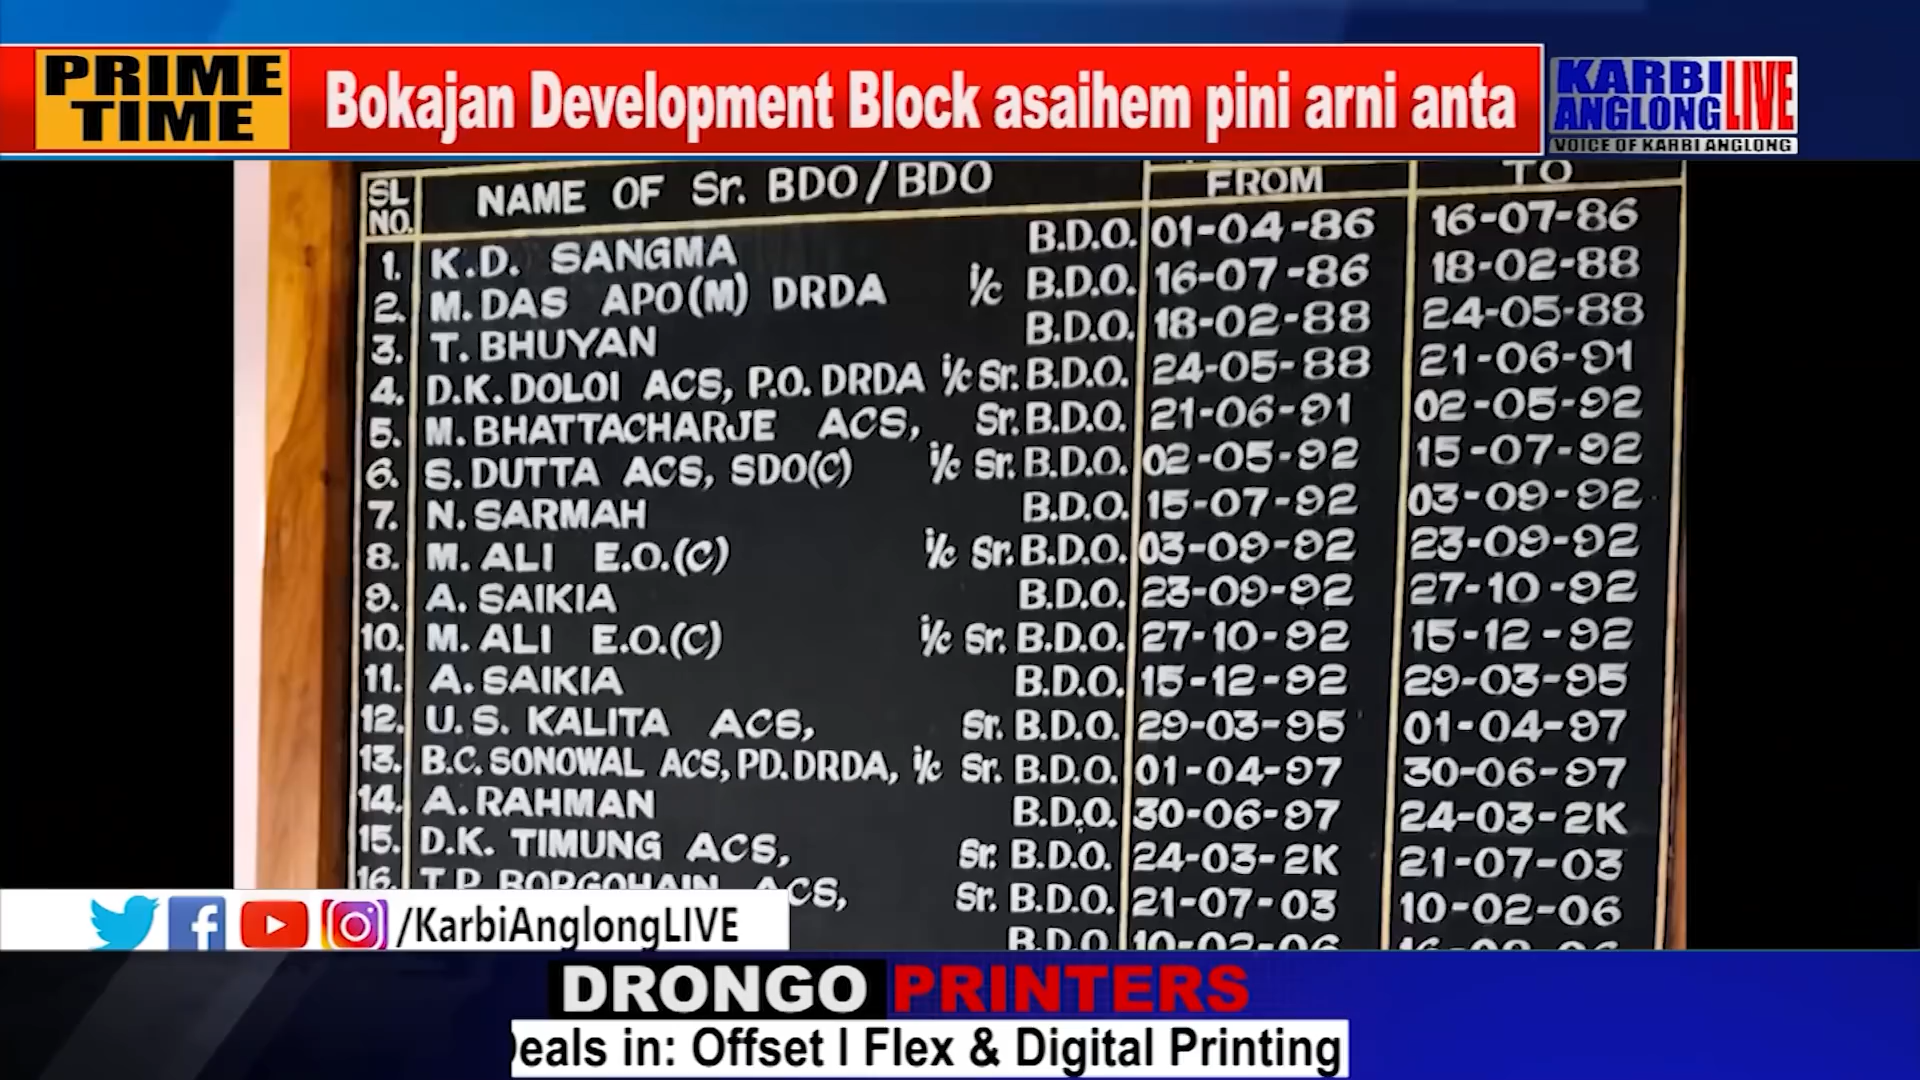 PRIME
TIME
Bokajan Development Block asaihem pini arni anta
KARBI
ANGLONG LIVE
VOICE OF KARBI ANGLONG
SL NO. NAME OF Sr. BDO/BDO FROM TO
1. K.D. SANGMA B.D.O. 01-04-86 16-07-86
2. M. DAS APO(M) DRDA i/c B.D.O. 16-07-86 18-02-88
3. T. BHUYAN B.D.O. 18-02-88 24-05-88
4. D.K. DOLOI ACS, P.O. DRDA i/c Sr. B.D.O. 24-05-88 21-06-91
5. M. BHATTACHARJE ACS, Sr. B.D.O. 21-06-91 02-05-92
6. S. DUTTA ACS, SDO(C) i/c Sr. B.D.O. 02-05-92 15-07-92
7. N. SARMAH B.D.O. 15-07-92 03-09-92
8. M. ALI E.O.(C) i/c Sr. B.D.O. 03-09-92 23-09-92
9. A. SAIKIA B.D.O. 23-09-92 27-10-92
10. M. ALI E.O.(C) i/c Sr. B.D.O. 27-10-92 15-12-92
11. A. SAIKIA B.D.O. 15-12-92 29-03-95
12. U. S. KALITA ACS, Sr. B.D.O. 29-03-95 01-04-97
13. B.C. SONOWAL ACS, PD. DRDA, i/c Sr. B.D.O. 01-04-97 30-06-97
14. A. RAHMAN B.D.O. 30-06-97 24-03-2K
15. D.K. TIMUNG ACS, Sr. B.D.O. 24-03-2K 21-07-03
16. T.P. BORGOHAIN ACS, Sr. B.D.O. 21-07-03 10-02-06
B.D.O 10-02-06
/KarbiAnglongLIVE
DRONGO PRINTERS
eals in: Offset | Flex & Digital Printing